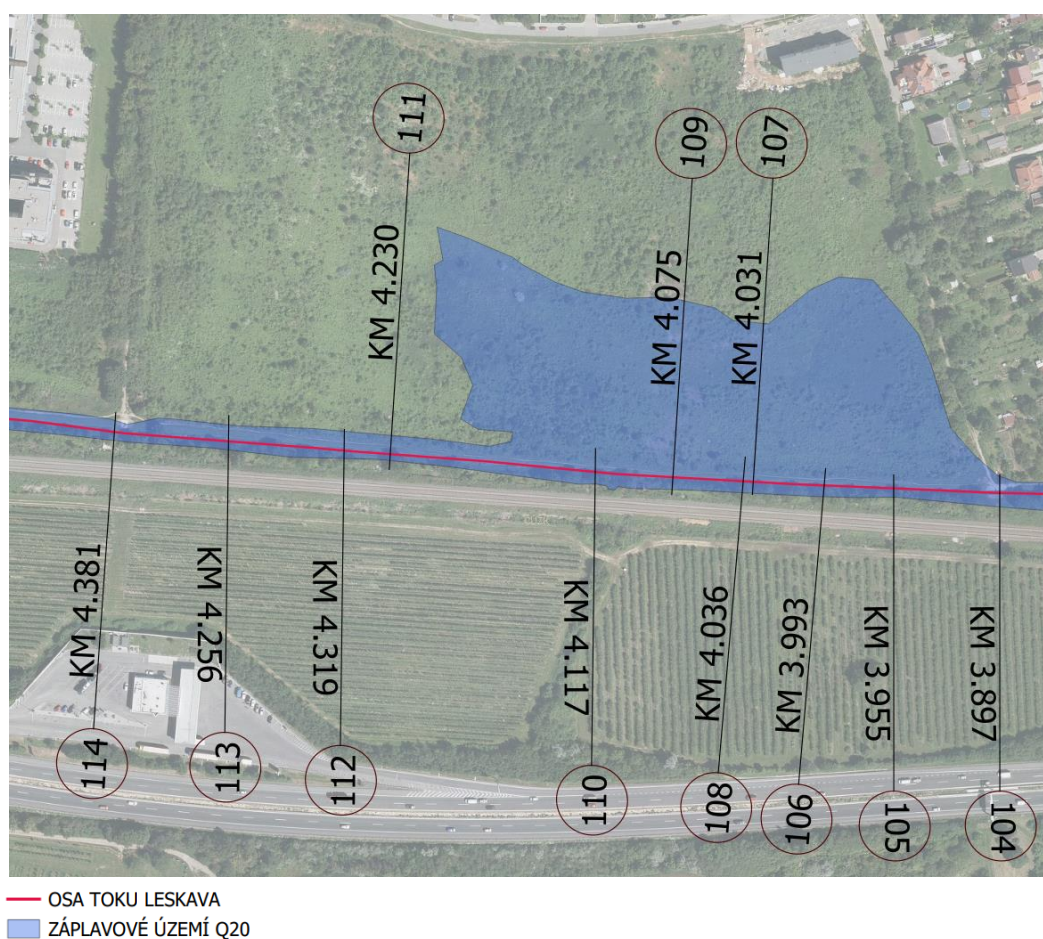 111
109
107
KM 4.230
KM 4.075
KM 4.031
KM 4.381
KM 4.256
KM 4.319
KM 4.117
KM 4.036
KM 3.993
KM 3.955
KM 3.897
114
113
112
110
108
106
105
104
OSA TOKU LESKAVA
ZÁPLAVOVÉ ÚZEMÍ Q20